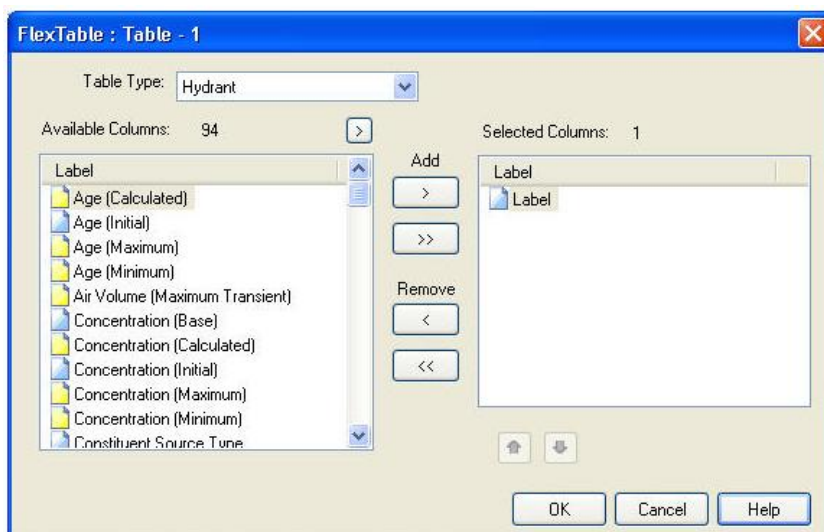 FlexTable : Table - 1
Table Type: Hydrant
Available Columns: 94 >
Label
Age (Calculated)
Age (Initial)
Age (Maximum)
Age (Minimum)
Air Volume (Maximum Transient)
Concentration (Base)
Concentration (Calculated)
Concentration (Initial)
Concentration (Maximum)
Concentration (Minimum)
Constituent Source Type
Add
>
>>
Remove
<
<<
Selected Columns: 1
Label
Label
OK Cancel Help